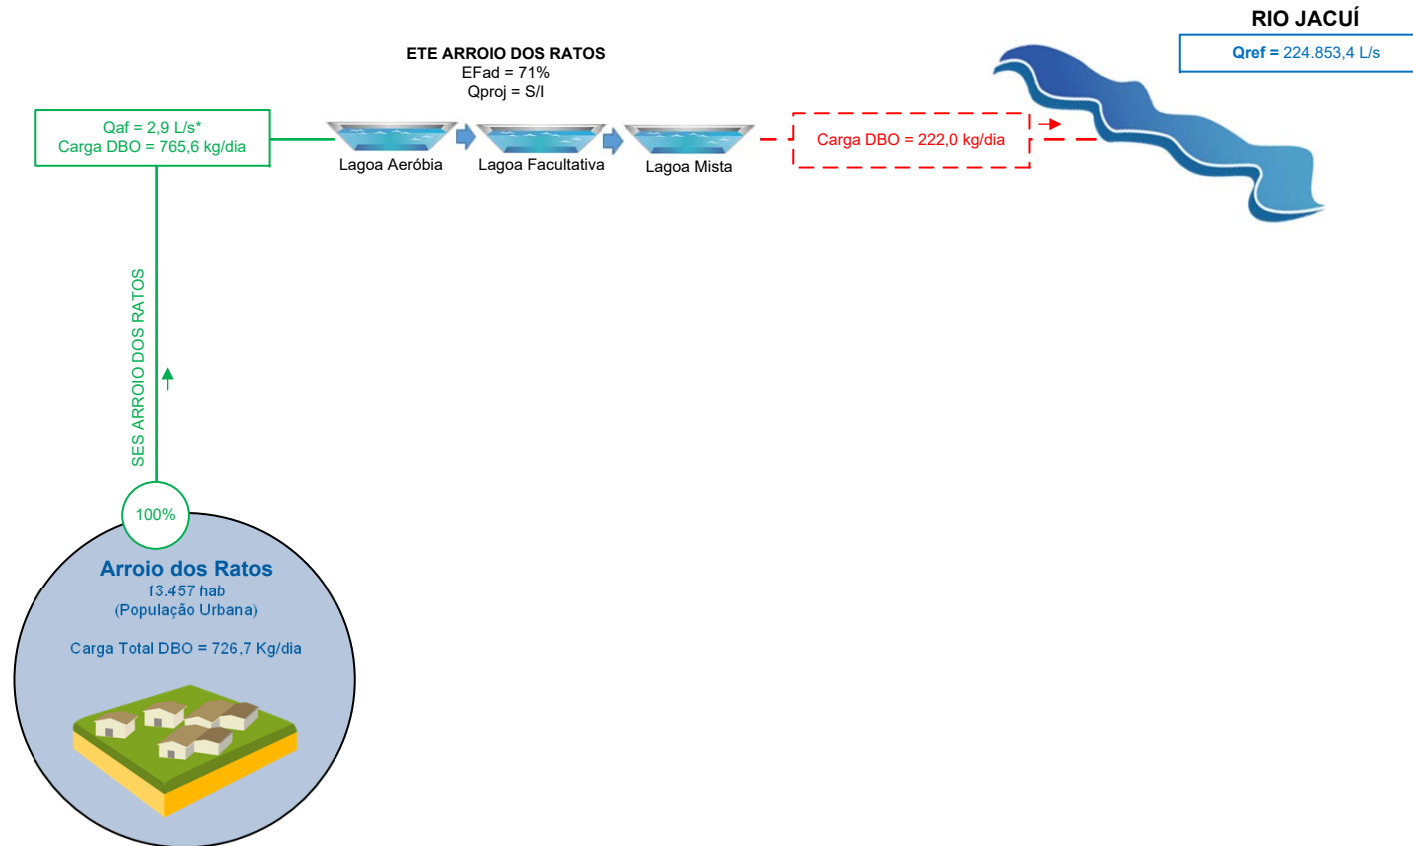 RIO JACUÍ
Qref = 224.853,4 L/s
ETE ARROIO DOS RATOS
EFad = 71%
Qproj = S/I
Qaf = 2,9 L/s*
Carga DBO = 765,6 kg/dia
Lagoa Aeróbia
Lagoa Facultativa
Lagoa Mista
Carga DBO = 222,0 kg/dia
SES ARROIO DOS RATOS
100%
Arroio dos Ratos
13.457 hab
(População Urbana)
Carga Total DBO = 726,7 Kg/dia